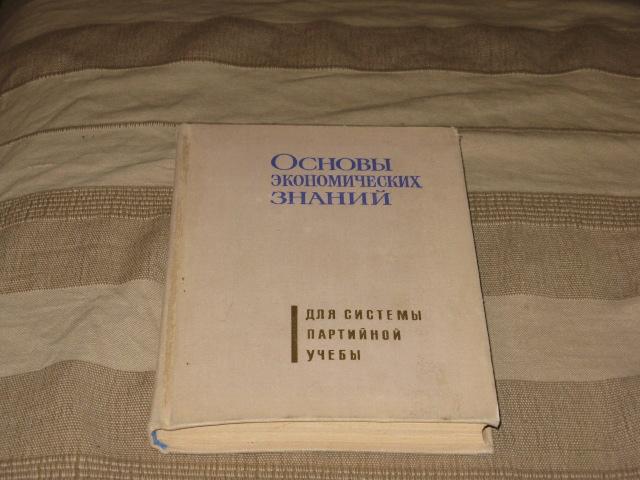 Основы
экономических
знаний
для системы
партийной
учебы